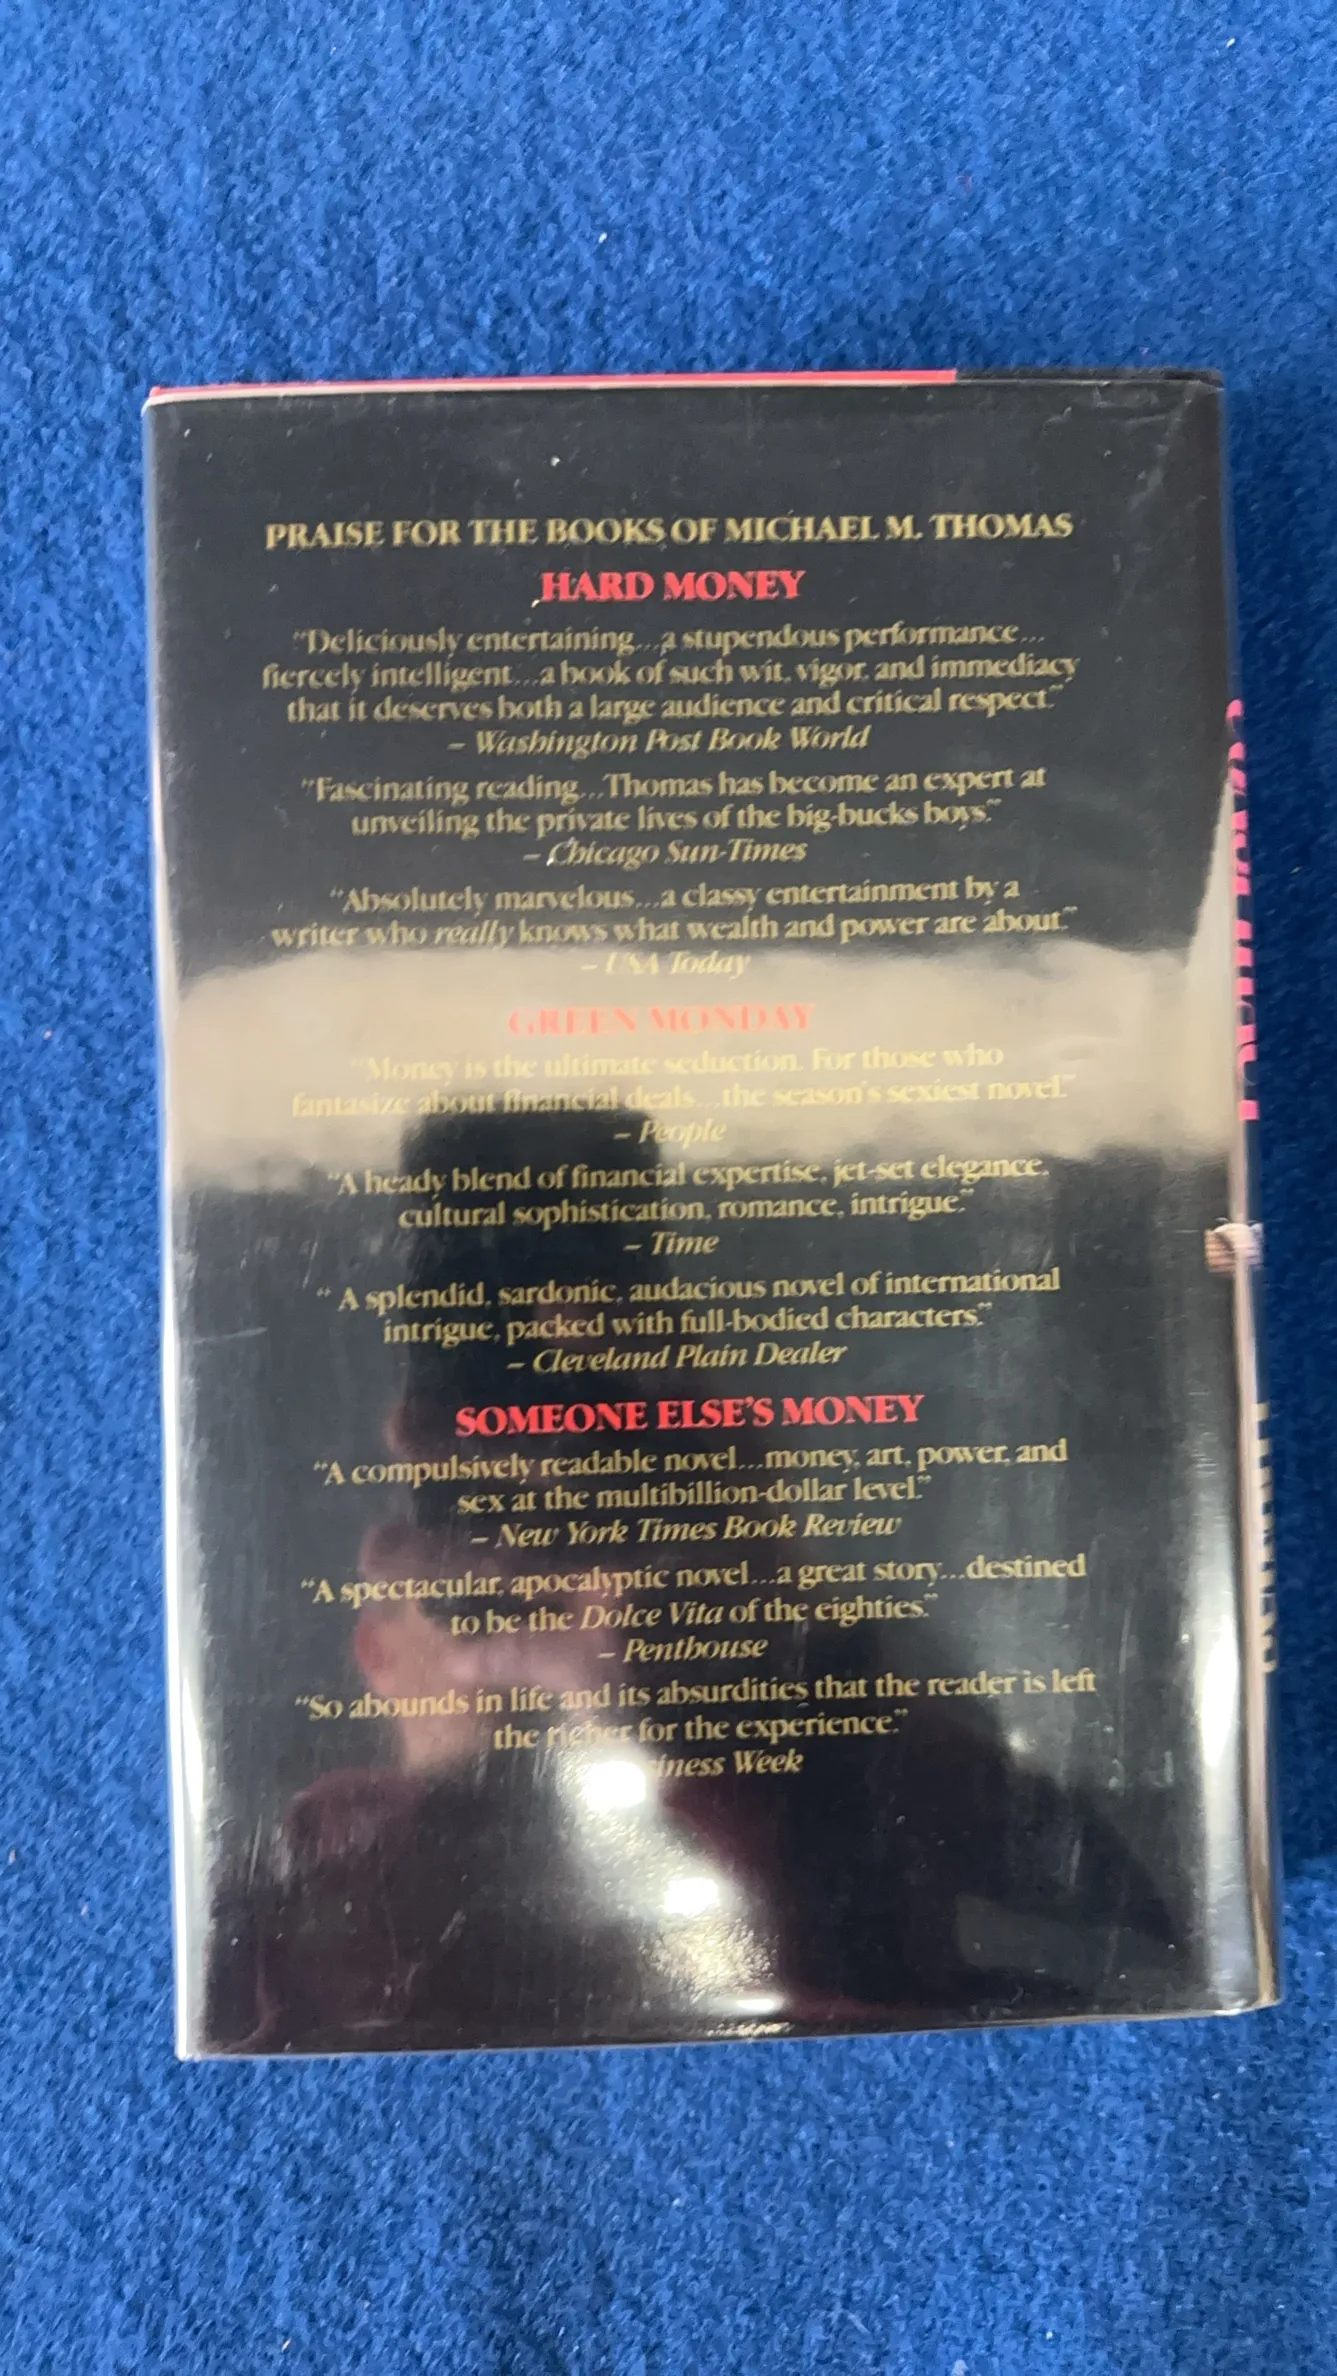 PRAISE FOR THE BOOKS OF MICHAEL M. THOMAS
HARD MONEY
"Deliciously entertaining...a stupendous performance...
fiercely intelligent...a book of such wit, vigor, and immediacy
that it deserves both a large audience and critical respect."
– Washington Post Book World
"Fascinating reading...Thomas has become an expert at
unveiling the private lives of the big-bucks boys."
– Chicago Sun-Times
"Absolutely marvelous...a classy entertainment by a
writer who really knows what wealth and power are about."
– USA Today
GREEN MONDAY
"Money is the ultimate seduction. For those who
fantasize about financial deals...the season's sexiest novel."
– People
"A heady blend of financial expertise, jet-set elegance,
cultural sophistication, romance, intrigue."
– Time
" A splendid, sardonic, audacious novel of international
intrigue, packed with full-bodied characters."
– Cleveland Plain Dealer
SOMEONE ELSE'S MONEY
"A compulsively readable novel...money, art, power, and
sex at the multibillion-dollar level."
– New York Times Book Review
"A spectacular, apocalyptic novel...a great story...destined
to be the Dolce Vita of the eighties."
– Penthouse
"So abounds in life and its absurdities that the reader is left
the richer for the experience."
Week